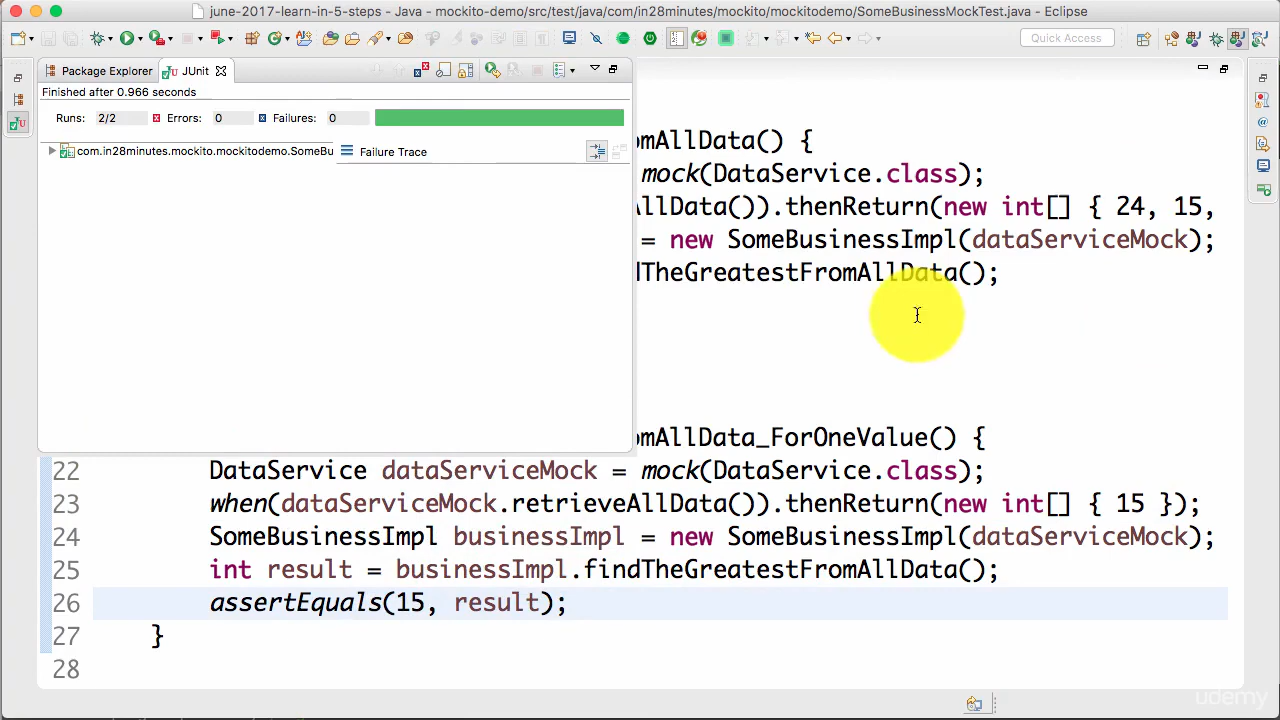 june-2017-learn-in-5-steps - Java - mockito-demo/src/test/java/com/in28minutes/mockito/mockitodemo/SomeBusinessMockTest.java - Eclipse
Quick Access
Package Explorer
JUnit
Finished after 0.966 seconds
Runs: 2/2 Errors: 0 Failures: 0
com.in28minutes.mockito.mockitodemo.SomeBu
Failure Trace
omAllData() {
mock(DataService.class);
AllData()).thenReturn(new int[] { 24, 15,
= new SomeBusinessImpl(dataServiceMock);
dTheGreatestFromAllData();
omAllData_ForOneValue() {
22 DataService dataServiceMock = mock(DataService.class);
23 when(dataServiceMock.retrieveAllData()).thenReturn(new int[] { 15 });
24 SomeBusinessImpl businessImpl = new SomeBusinessImpl(dataServiceMock);
25 int result = businessImpl.findTheGreatestFromAllData();
26 assertEquals(15, result);
27 }
28
udemy